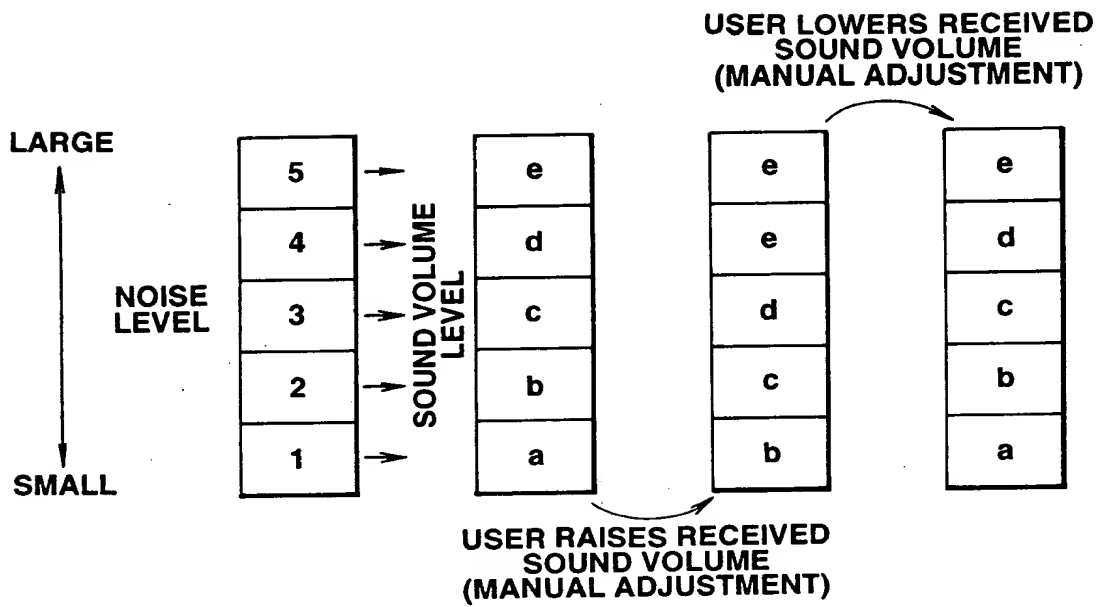 USER LOWERS RECEIVED
SOUND VOLUME
(MANUAL ADJUSTMENT)
LARGE
SMALL
NOISE
LEVEL
5
4
3
2
1
SOUND VOLUME
LEVEL
e
d
c
b
a
e
e
d
c
b
e
d
c
b
a
USER RAISES RECEIVED
SOUND VOLUME
(MANUAL ADJUSTMENT)